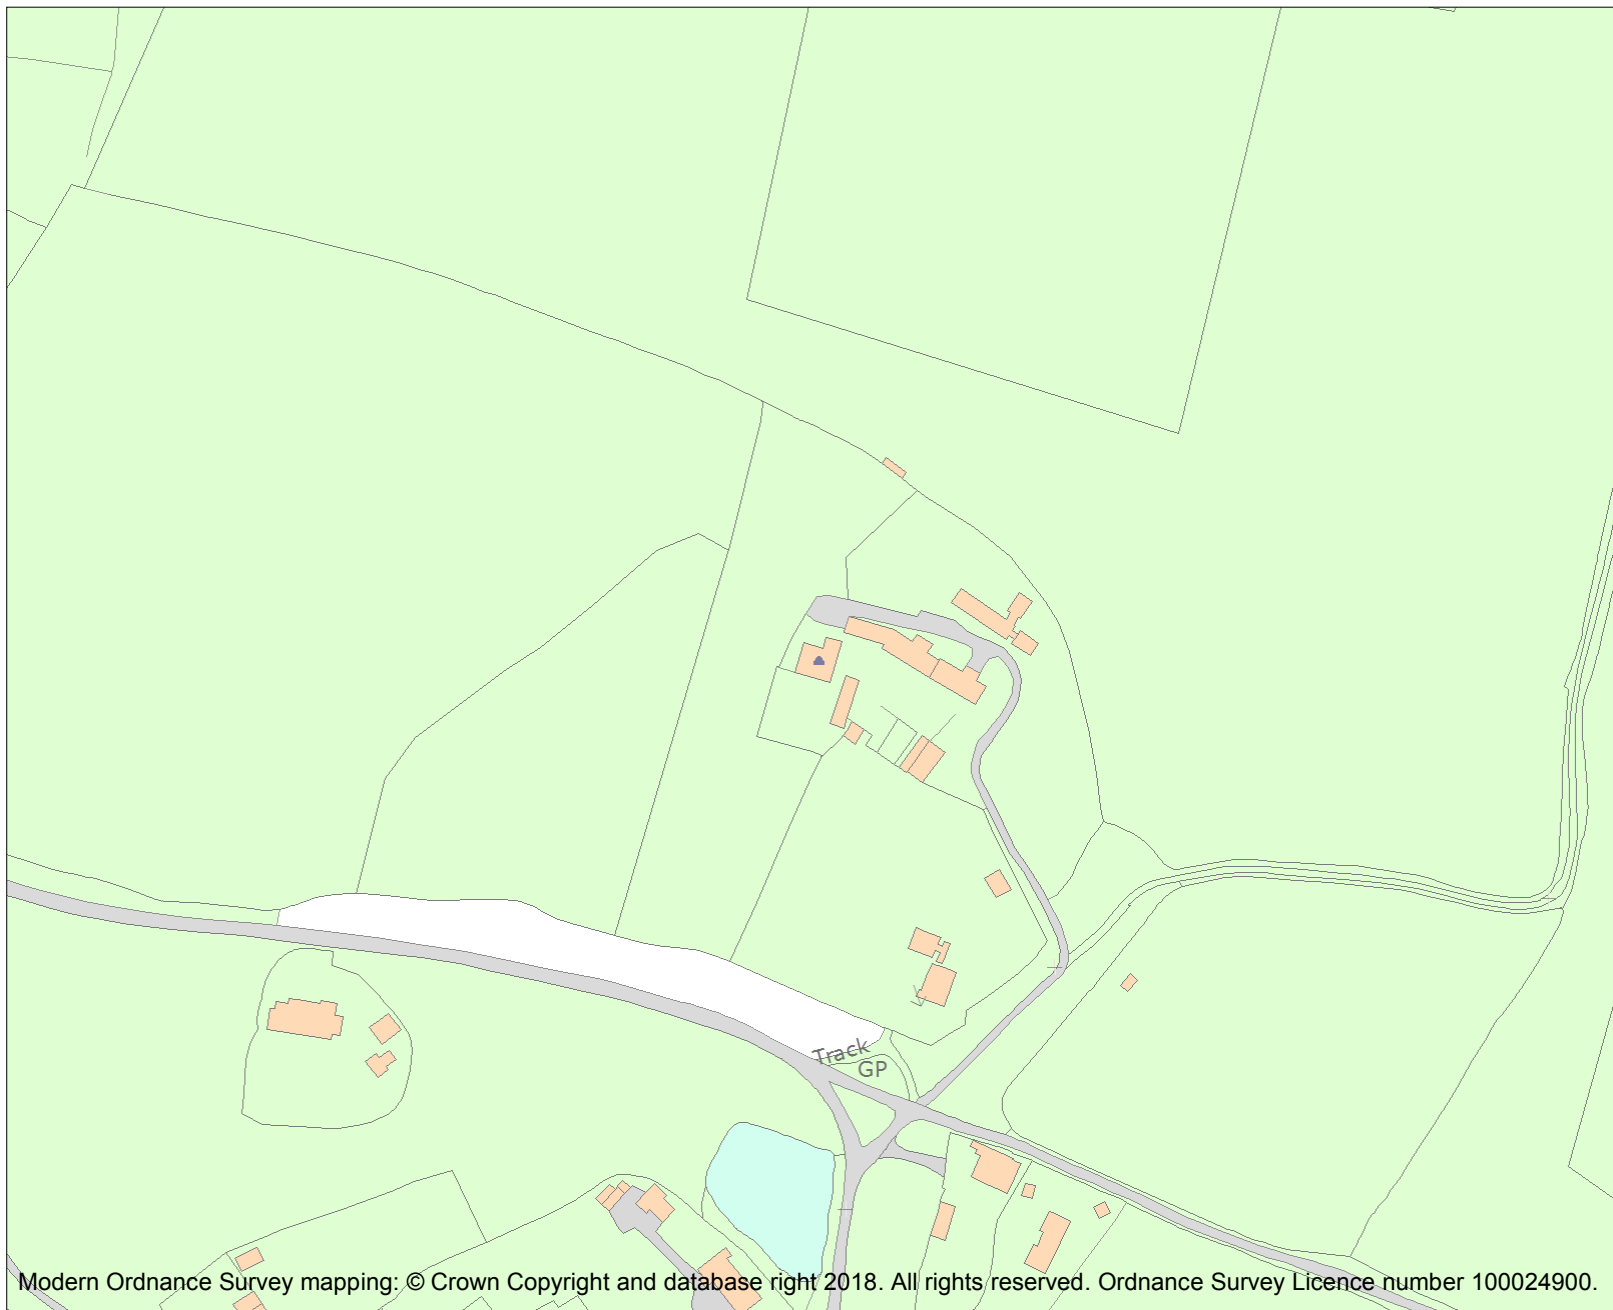 Track
GP
Modern Ordnance Survey mapping: © Crown Copyright and database right 2018. All rights reserved. Ordnance Survey Licence number 100024900.